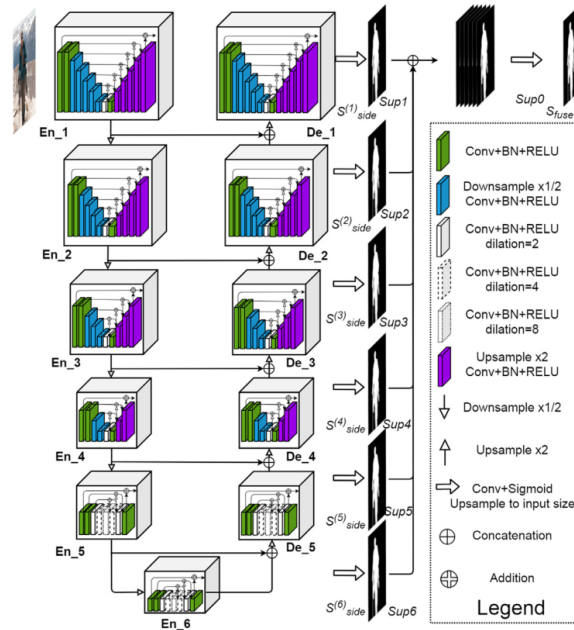 En_1
De_1
S(1)side
Sup1
Sup0
Sfuse
En_2
De_2
S(2)side
Sup2
En_3
De_3
S(3)side
Sup3
En_4
De_4
S(4)side
Sup4
En_5
De_5
S(5)side
Sup5
En_6
S(6)side
Sup6
Conv+BN+RELU
Downsample x1/2
Conv+BN+RELU
Conv+BN+RELU
dilation=2
Conv+BN+RELU
dilation=4
Conv+BN+RELU
dilation=8
Upsample x2
Conv+BN+RELU
Downsample x1/2
Upsample x2
Conv+Sigmoid
Upsample to input size
Concatenation
Addition
Legend